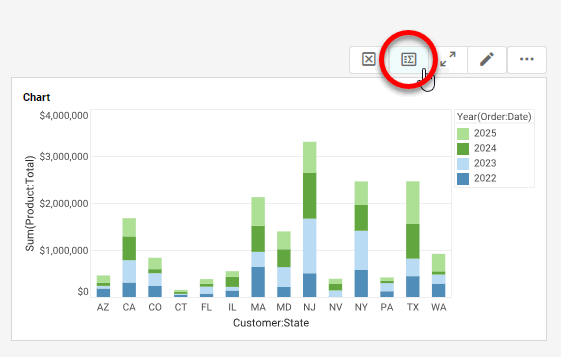 Chart
$4,000,000
$3,000,000
$2,000,000
$1,000,000
$0
Sum(Product:Total)
AZ CA CO CT FL IL MA MD NJ NV NY PA TX WA
Customer:State
Year(Order:Date)
2025
2024
2023
2022